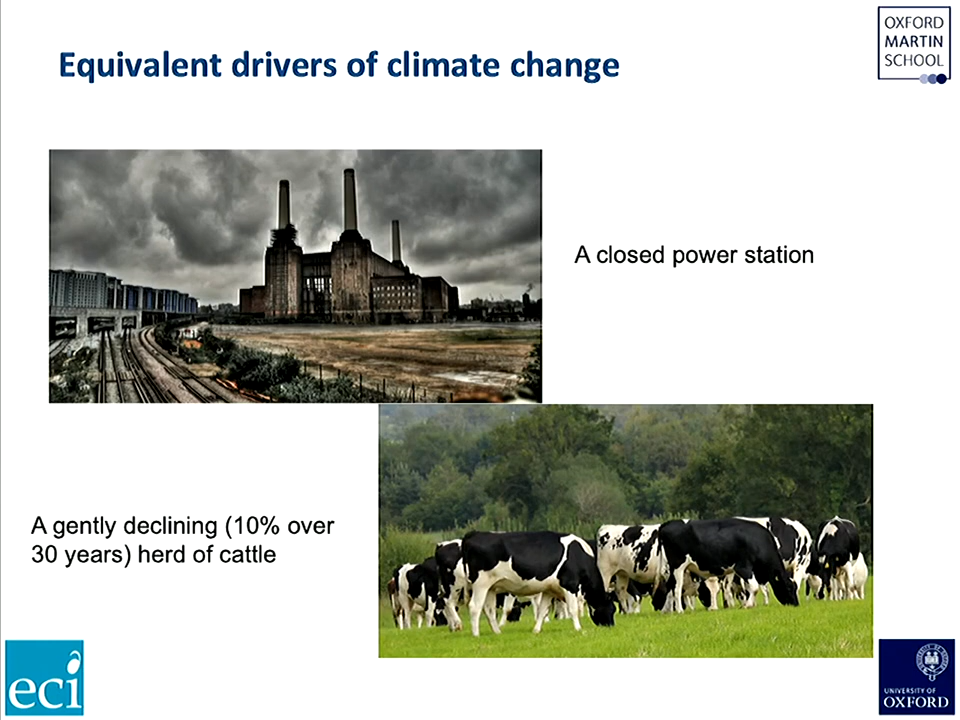 Equivalent drivers of climate change
OXFORD
MARTIN
SCHOOL
A closed power station
A gently declining (10% over
30 years) herd of cattle
eci
UNIVERSITY OF
OXFORD